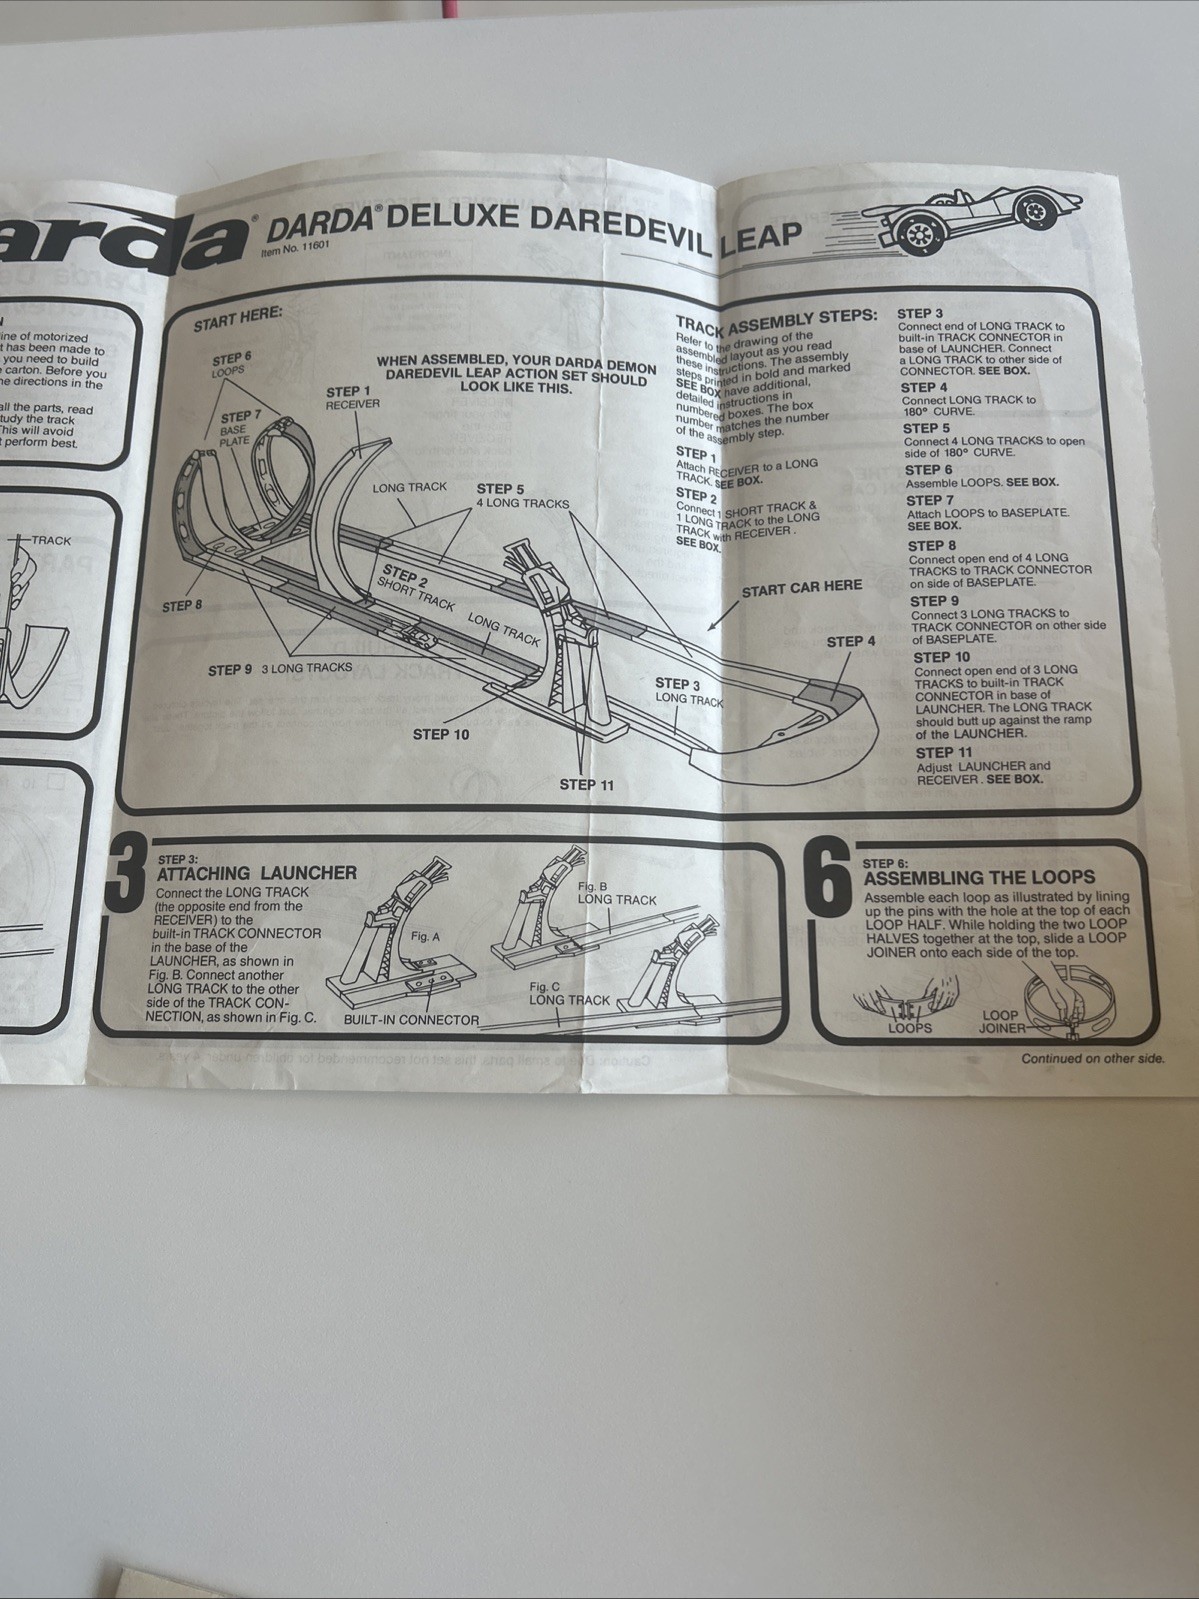 arda® DARDA® DELUXE DAREDEVIL LEAP
Item No. 11601
N
line of motorized
t has been made to
you need to build
carton. Before you
he directions in the
all the parts, read
tudy the track
This will avoid
t perform best.
TRACK
START HERE:
WHEN ASSEMBLED, YOUR DARDA DEMON
DAREDEVIL LEAP ACTION SET SHOULD
LOOK LIKE THIS.
STEP 6
LOOPS
STEP 7
BASE
PLATE
STEP 1
RECEIVER
LONG TRACK
STEP 5
4 LONG TRACKS
STEP 2
SHORT TRACK
LONG TRACK
START CAR HERE
STEP 8
STEP 9 3 LONG TRACKS
STEP 4
STEP 3
LONG TRACK
STEP 10
STEP 11
TRACK ASSEMBLY STEPS:
Refer to the drawing of the
assembled layout as you read
these instructions. The assembly
steps printed in bold and marked
SEE BOX have additional,
detailed instructions in
numbered boxes. The box
number matches the number
of the assembly step.
STEP 1
Attach RECEIVER to a LONG
TRACK. SEE BOX.
STEP 2
Connect 1 SHORT TRACK &
1 LONG TRACK to the LONG
TRACK with RECEIVER .
SEE BOX.
STEP 3
Connect end of LONG TRACK to
built-in TRACK CONNECTOR in
base of LAUNCHER. Connect
a LONG TRACK to other side of
CONNECTOR. SEE BOX.
STEP 4
Connect LONG TRACK to
180° CURVE.
STEP 5
Connect 4 LONG TRACKS to open
side of 180° CURVE.
STEP 6
Assemble LOOPS. SEE BOX.
STEP 7
Attach LOOPS to BASEPLATE.
SEE BOX.
STEP 8
Connect open end of 4 LONG
TRACKS to TRACK CONNECTOR
on side of BASEPLATE.
STEP 9
Connect 3 LONG TRACKS to
TRACK CONNECTOR on other side
of BASEPLATE.
STEP 10
Connect open end of 3 LONG
TRACKS to built-in TRACK
CONNECTOR in base of
LAUNCHER. The LONG TRACK
should butt up against the ramp
of the LAUNCHER.
STEP 11
Adjust LAUNCHER and
RECEIVER . SEE BOX.
3
STEP 3:
ATTACHING LAUNCHER
Connect the LONG TRACK
(the opposite end from the
RECEIVER) to the
built-in TRACK CONNECTOR
in the base of the
LAUNCHER, as shown in
Fig. B. Connect another
LONG TRACK to the other
side of the TRACK CON-
NECTION, as shown in Fig. C.
Fig. A
BUILT-IN CONNECTOR
Fig. B
LONG TRACK
Fig. C
LONG TRACK
6
STEP 6:
ASSEMBLING THE LOOPS
Assemble each loop as illustrated by lining
up the pins with the hole at the top of each
LOOP HALF. While holding the two LOOP
HALVES together at the top, slide a LOOP
JOINER onto each side of the top.
LOOPS
LOOP
JOINER
Continued on other side.